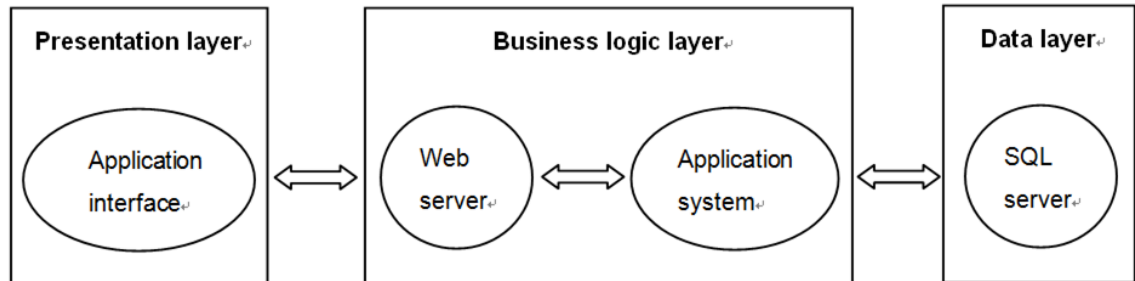 Presentation layer
Business logic layer
Data layer
Application
interface
Web
server
Application
system
SQL
server